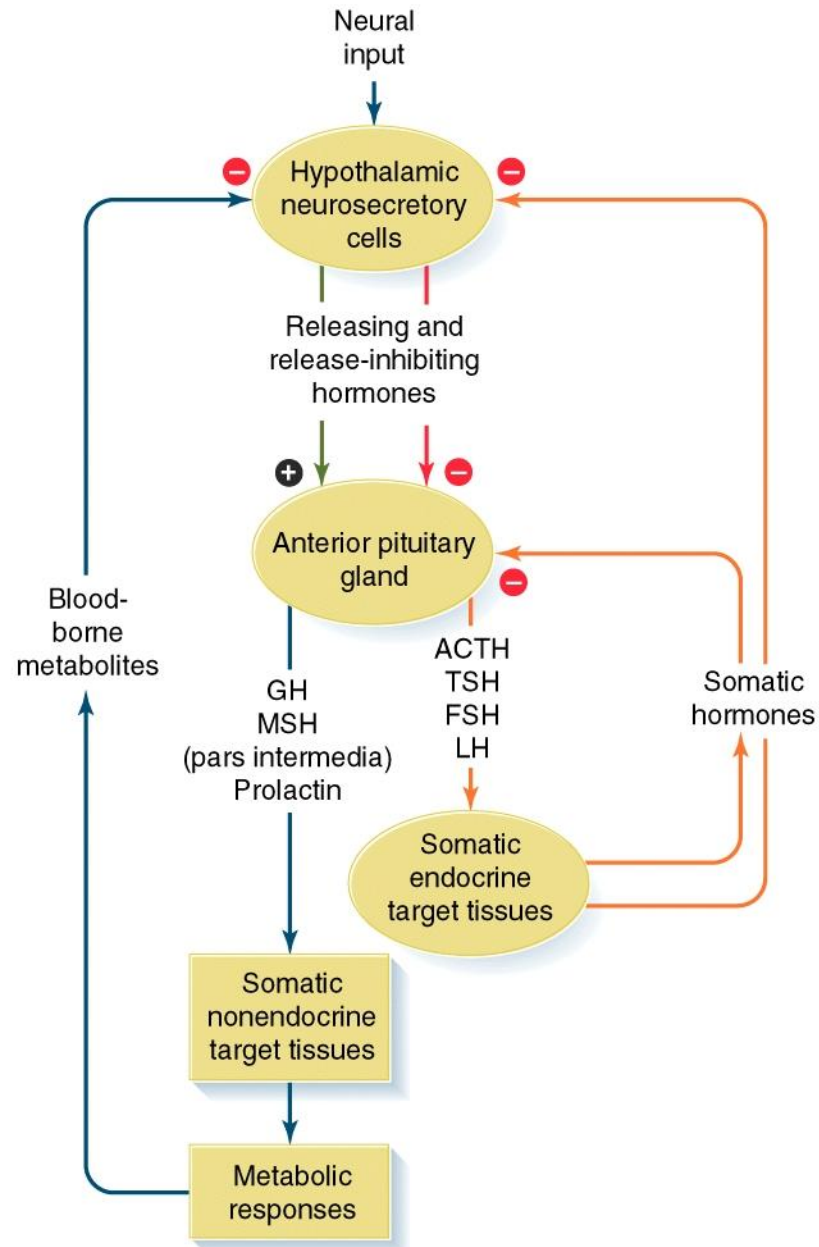 Neural
input
−
−
Hypothalamic
neurosecretory
cells
Releasing and
release-inhibiting
hormones
+
−
Anterior pituitary
gland
−
Blood-
borne
metabolites
GH
MSH
(pars intermedia)
Prolactin
ACTH
TSH
FSH
LH
Somatic
hormones
Somatic
endocrine
target tissues
Somatic
nonendocrine
target tissues
Metabolic
responses